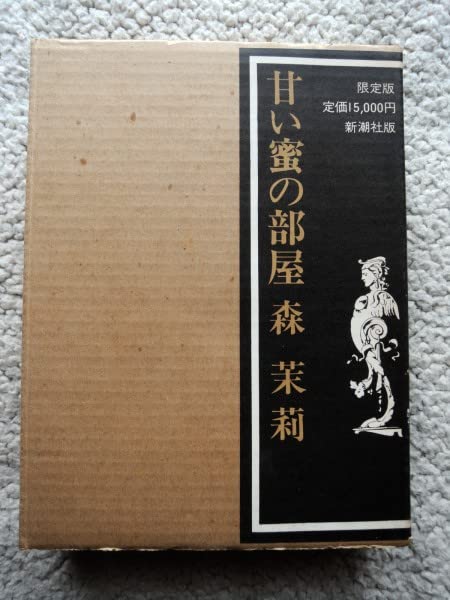 限定版
定価15,000円
新潮社版
甘い蜜の部屋 森 茉莉